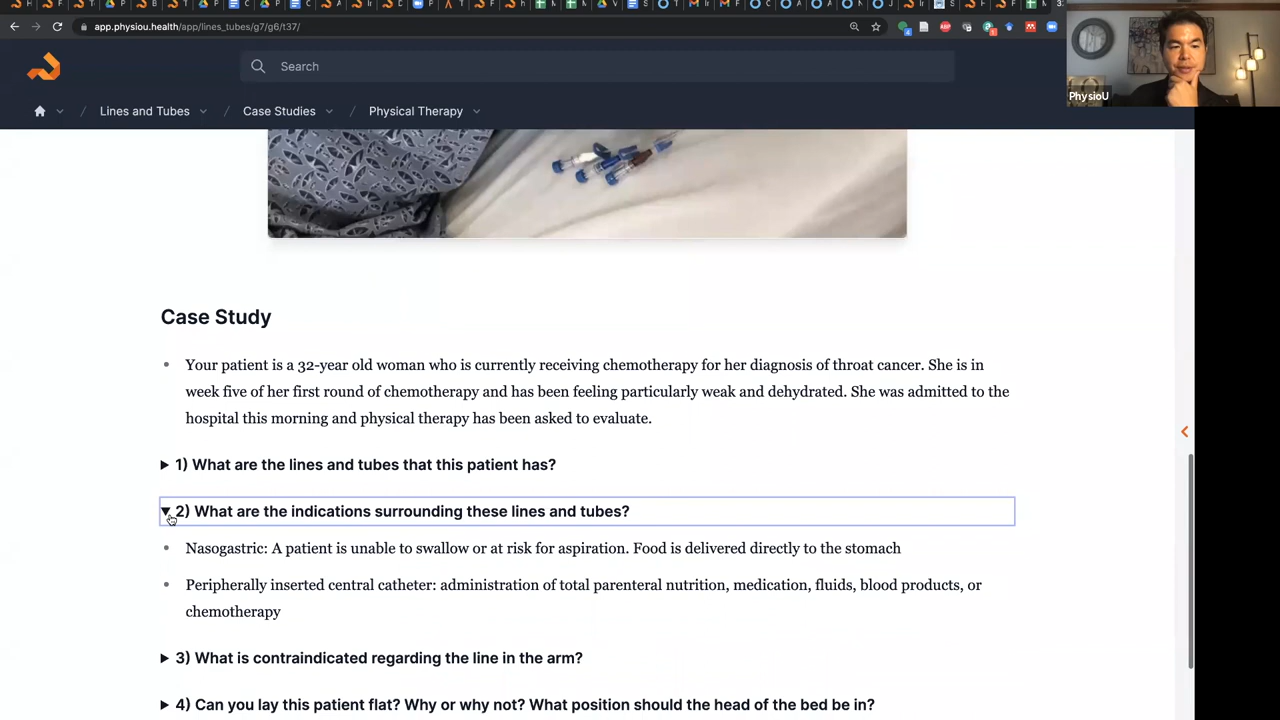 app.physiou.health/app/lines_tubes/g7/g6/t37/
PhysioU
Search
/ Lines and Tubes / Case Studies / Physical Therapy
Case Study
• Your patient is a 32-year old woman who is currently receiving chemotherapy for her diagnosis of throat cancer. She is in
week five of her first round of chemotherapy and has been feeling particularly weak and dehydrated. She was admitted to the
hospital this morning and physical therapy has been asked to evaluate.
1) What are the lines and tubes that this patient has?
2) What are the indications surrounding these lines and tubes?
• Nasogastric: A patient is unable to swallow or at risk for aspiration. Food is delivered directly to the stomach
• Peripherally inserted central catheter: administration of total parenteral nutrition, medication, fluids, blood products, or
chemotherapy
3) What is contraindicated regarding the line in the arm?
4) Can you lay this patient flat? Why or why not? What position should the head of the bed be in?